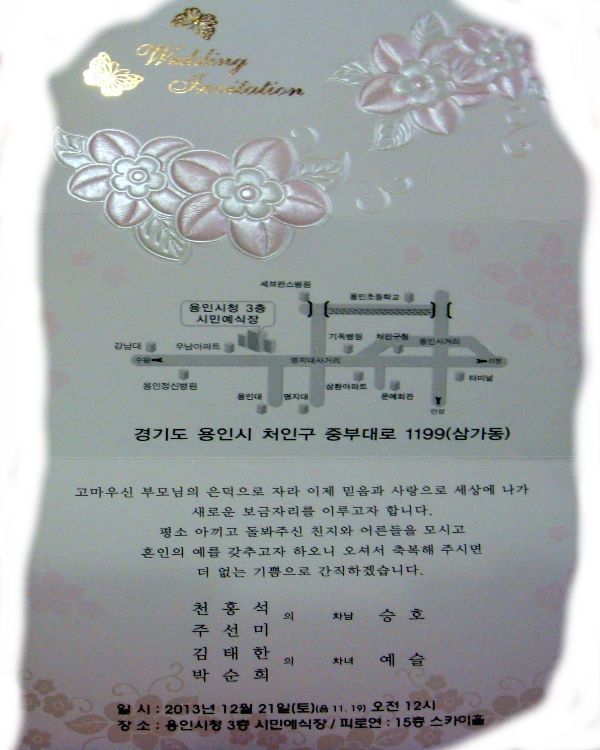 Wedding
Invitation
세브란스병원
용인초등학교
용인시청 3층
시민예식장
기옥병원
처인구청
용인사거리
강남대
우남아파트
수원
명지대사거리
이천
용인정신병원
삼환아파트
터미널
용인대
명지대
문예회관
안성
경기도 용인시 처인구 중부대로 1199(삼가동)
고마우신 부모님의 은덕으로 자라 이제 믿음과 사랑으로 세상에 나가
새로운 보금자리를 이루고자 합니다.
평소 아끼고 돌봐주신 친지와 어른들을 모시고
혼인의 예를 갖추고자 하오니 오셔서 축복해 주시면
더 없는 기쁨으로 간직하겠습니다.
천 홍 석
주 선 미 의 차남 승 호
김 태 한
박 순 희 의 차녀 예 슬
일 시 : 2013년 12월 21일(토)(음 11. 19) 오전 12시
장 소 : 용인시청 3층 시민예식장 / 피로연 : 15층 스카이홀